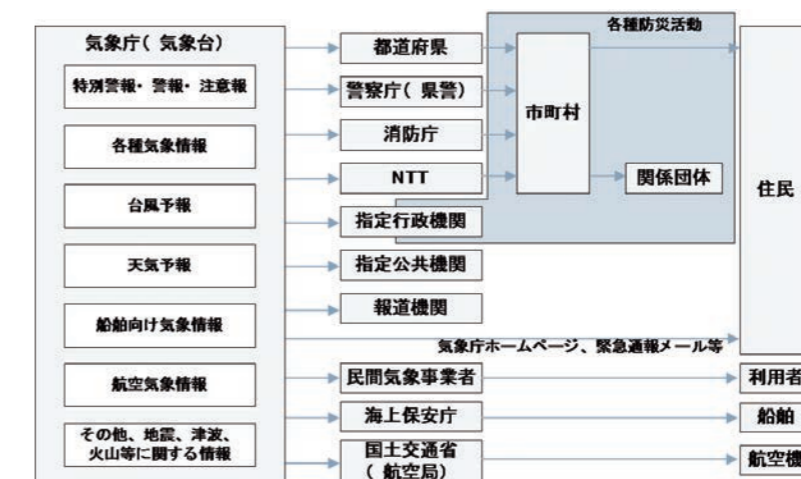 気象庁( 気象台)
特別警報・ 警報・ 注意報
各種気象情報
台風予報
天気予報
船舶向け気象情報
航空気象情報
その他、地震、津波、
火山等に関する情報
都道府県
警察庁( 県警)
消防庁
NTT
指定行政機関
指定公共機関
報道機関
気象庁ホームページ、緊急通報メール等
民間気象事業者
海上保安庁
国土交通省
( 航空局)
各種防災活動
市町村
関係団体
住民
利用者
船舶
航空機